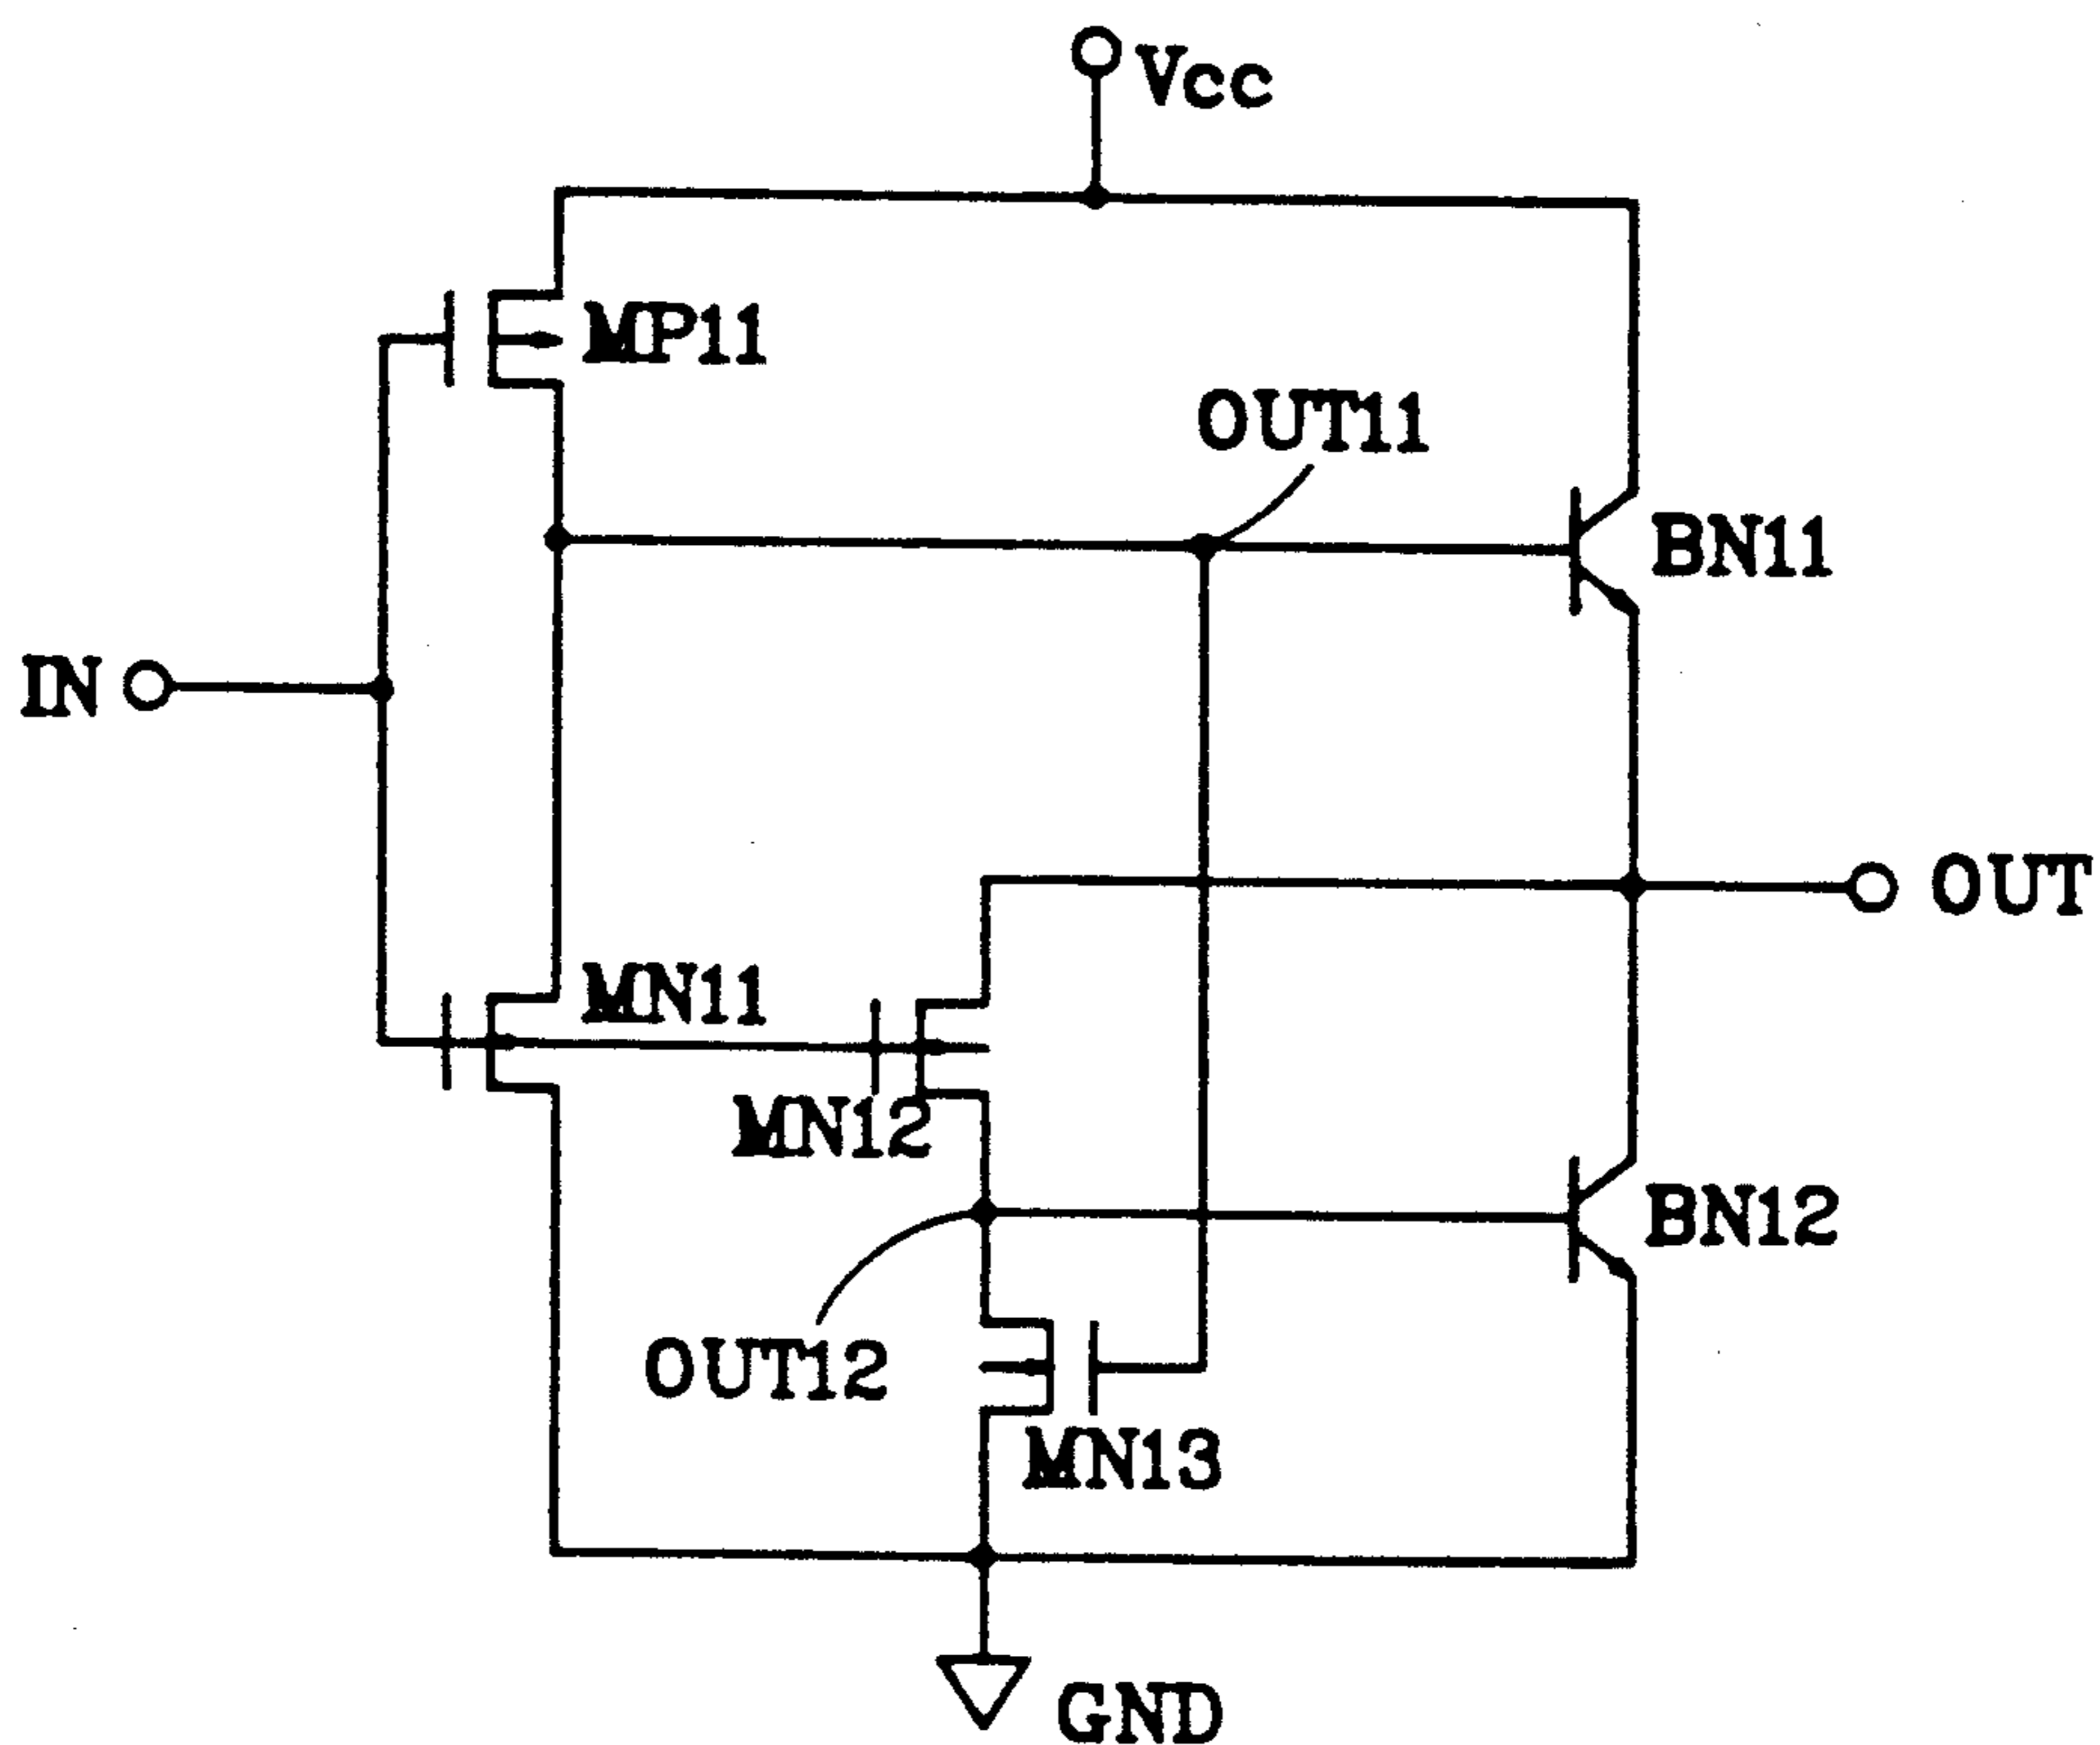 Vcc
MP11
OUT11
BN11
IN
OUT
MN11
MN12
BN12
OUT12
MN13
GND